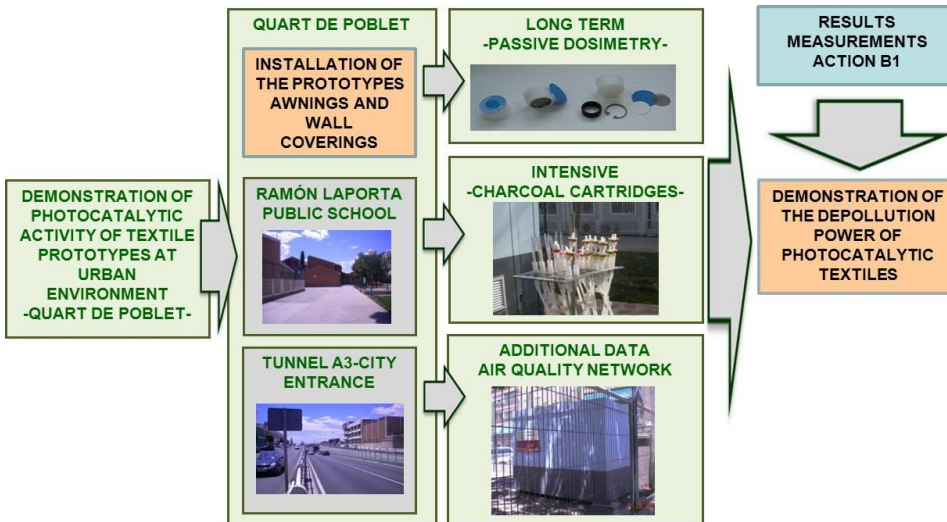 DEMONSTRATION OF
PHOTOCATALYTIC
ACTIVITY OF TEXTILE
PROTOTYPES AT
URBAN
ENVIRONMENT
-QUART DE POBLET-
QUART DE POBLET
INSTALLATION OF
THE PROTOTYPES
AWNINGS AND
WALL
COVERINGS
RAMÓN LAPORTA
PUBLIC SCHOOL
TUNNEL A3-CITY
ENTRANCE
LONG TERM
-PASSIVE DOSIMETRY-
INTENSIVE
-CHARCOAL CARTRIDGES-
ADDITIONAL DATA
AIR QUALITY NETWORK
RESULTS
MEASUREMENTS
ACTION B1
DEMONSTRATION OF
THE DEPOLLUTION
POWER OF
PHOTOCATALYTIC
TEXTILES